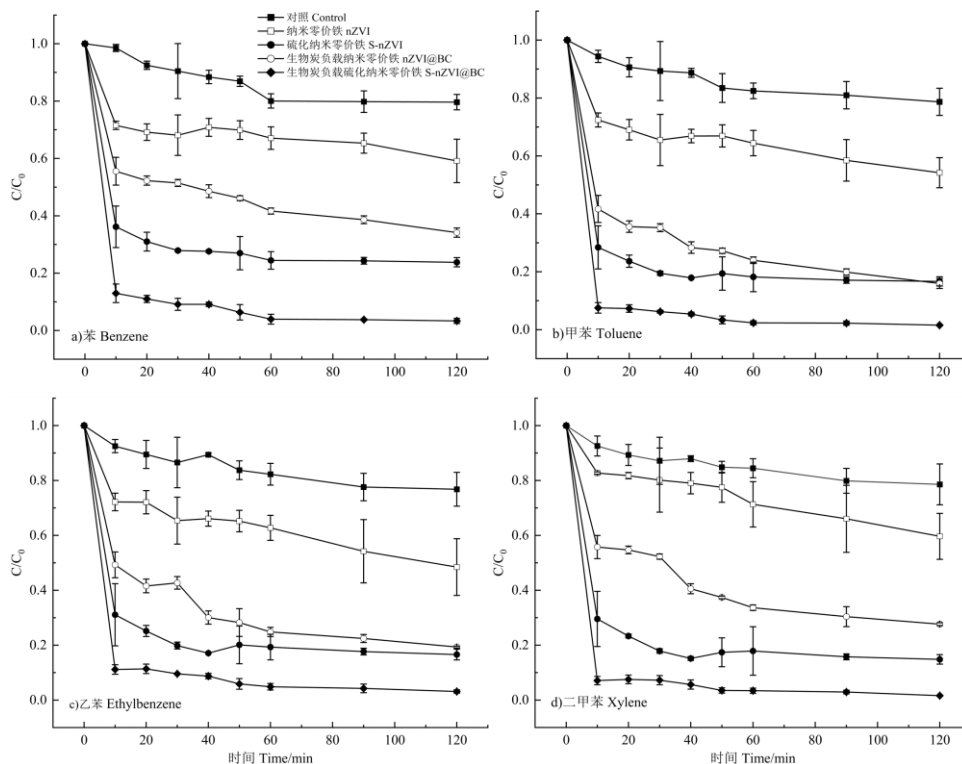 对照 Control
纳米零价铁 nZVI
硫化纳米零价铁 S-nZVI
生物炭负载纳米零价铁 nZVI@BC
生物炭负载硫化纳米零价铁 S-nZVI@BC
1.0
0.8
0.6
0.4
0.2
0.0
C/C0
a)苯 Benzene
0 20 40 60 80 100 120
1.0
0.8
0.6
0.4
0.2
0.0
C/C0
b)甲苯 Toluene
0 20 40 60 80 100 120
1.0
0.8
0.6
0.4
0.2
0.0
C/C0
c)乙苯 Ethylbenzene
0 20 40 60 80 100 120
时间 Time/min
1.0
0.8
0.6
0.4
0.2
0.0
C/C0
d)二甲苯 Xylene
0 20 40 60 80 100 120
时间 Time/min